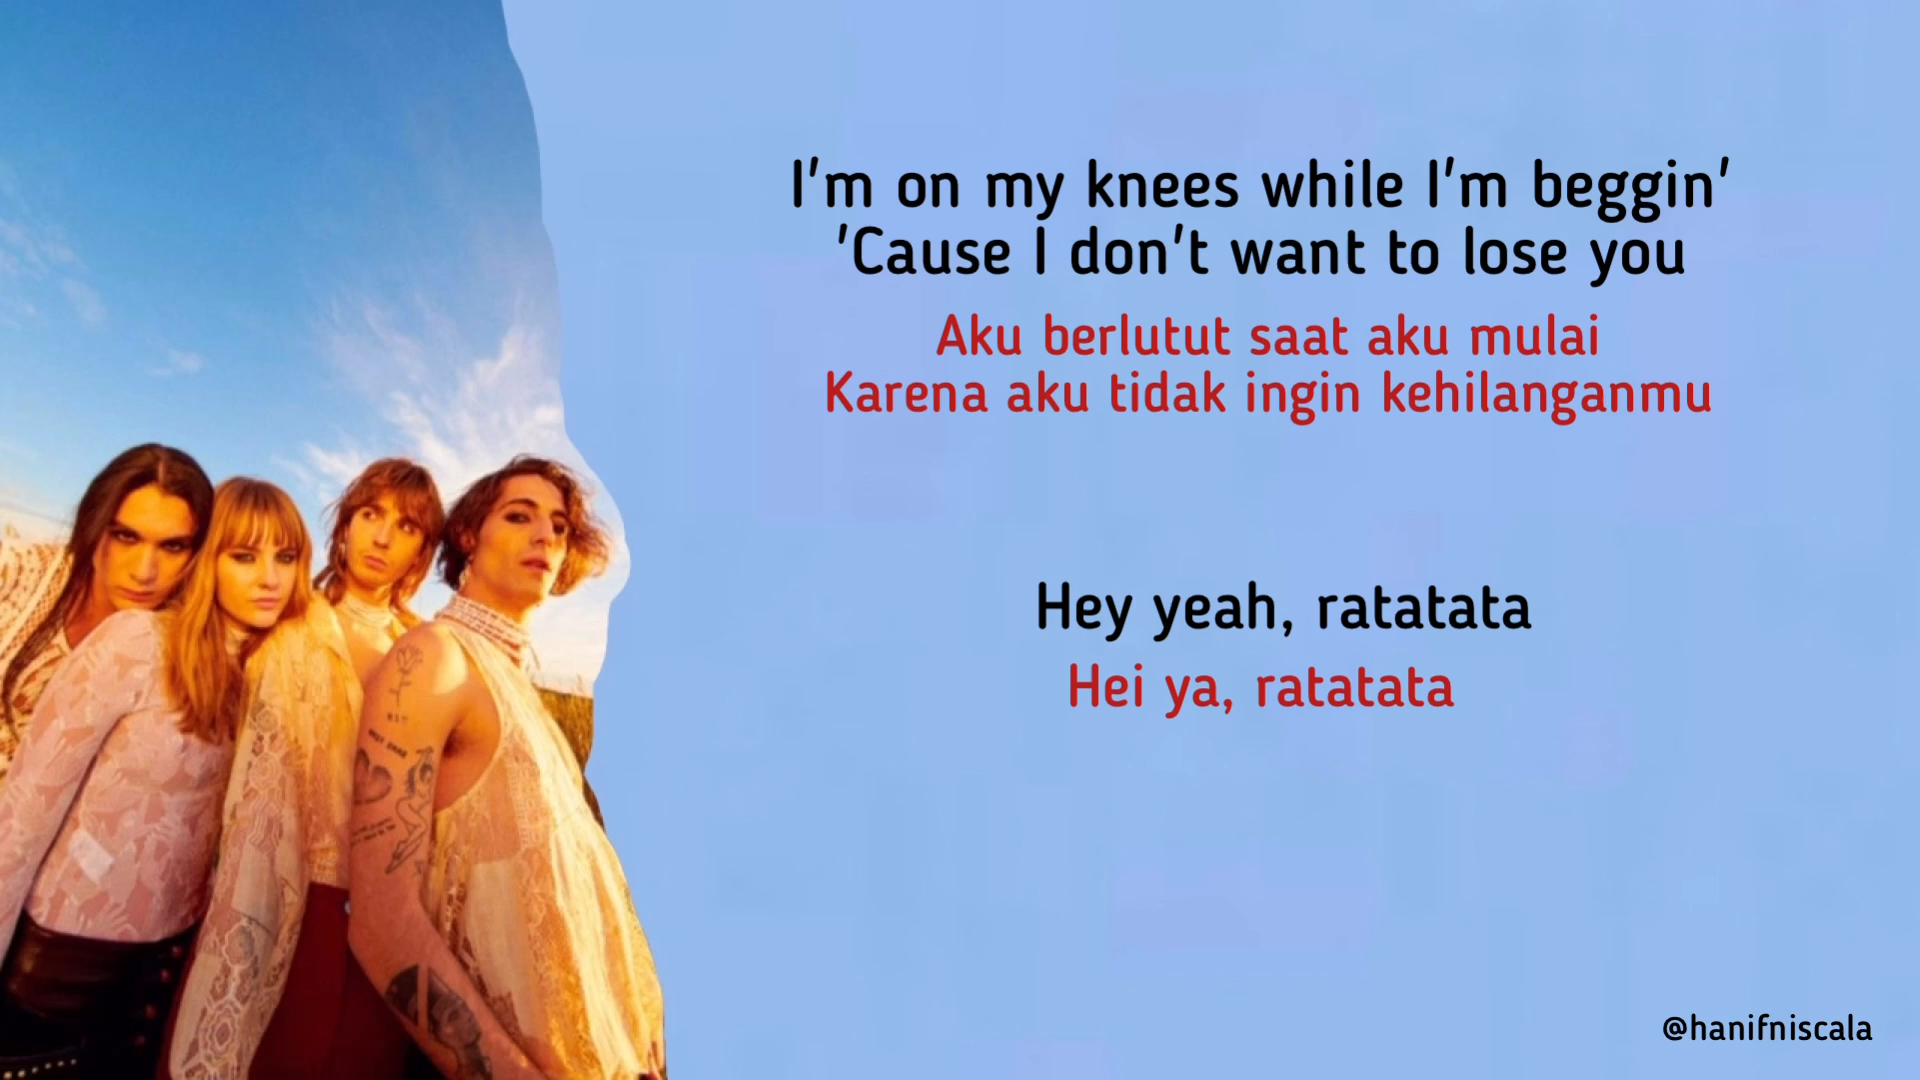 I'm on my knees while I'm beggin'
'Cause I don't want to lose you
Aku berlutut saat aku mulai
Karena aku tidak ingin kehilanganmu
Hey yeah, ratatata
Hei ya, ratatata
@hanifniscala